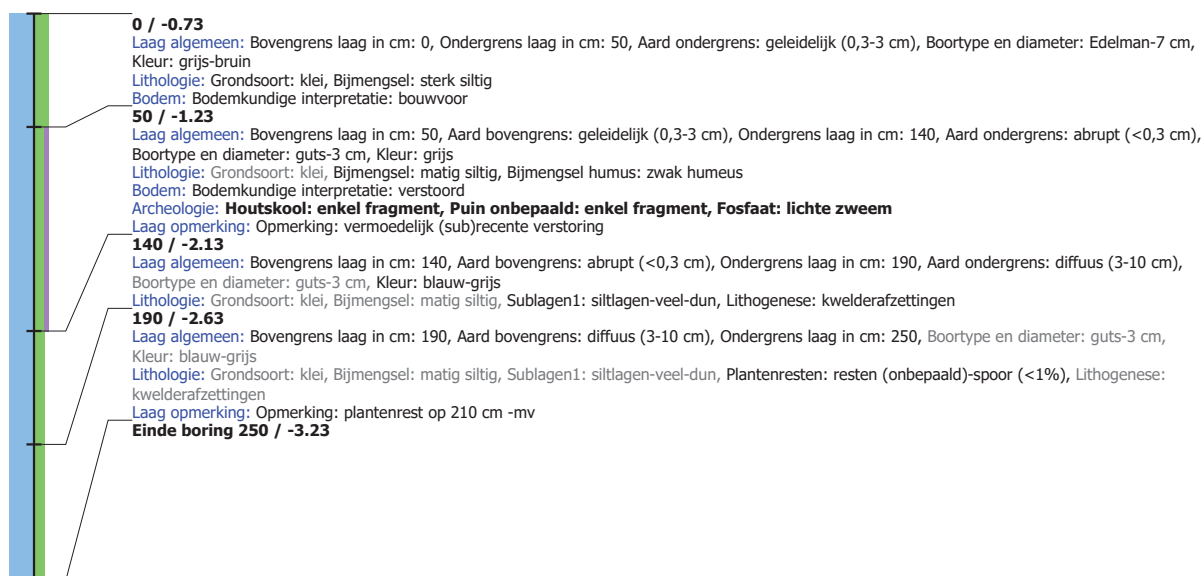 0 / -0.73
Laag algemeen: Bovengrens laag in cm: 0, Ondergrens laag in cm: 50, Aard ondergrens: geleidelijk (0,3-3 cm), Boortype en diameter: Edelman-7 cm,
Kleur: grijs-bruin
Lithologie: Grondsoort: klei, Bijmengsel: sterk siltig
Bodem: Bodemkundige interpretatie: bouwvoor
50 / -1.23
Laag algemeen: Bovengrens laag in cm: 50, Aard bovengrens: geleidelijk (0,3-3 cm), Ondergrens laag in cm: 140, Aard ondergrens: abrupt (<0,3 cm),
Boortype en diameter: guts-3 cm, Kleur: grijs
Lithologie: Grondsoort: klei, Bijmengsel: matig siltig, Bijmengsel humus: zwak humeus
Bodem: Bodemkundige interpretatie: verstoord
Archeologie: Houtskool: enkel fragment, Puin onbepaald: enkel fragment, Fosfaat: lichte zweem
Laag opmerking: Opmerking: vermoedelijk (sub)recente verstoring
140 / -2.13
Laag algemeen: Bovengrens laag in cm: 140, Aard bovengrens: abrupt (<0,3 cm), Ondergrens laag in cm: 190, Aard ondergrens: diffuus (3-10 cm),
Boortype en diameter: guts-3 cm, Kleur: blauw-grijs
Lithologie: Grondsoort: klei, Bijmengsel: matig siltig, Sublagen1: siltlagen-veel-dun, Lithogenese: kwelderafzettingen
190 / -2.63
Laag algemeen: Bovengrens laag in cm: 190, Aard bovengrens: diffuus (3-10 cm), Ondergrens laag in cm: 250, Boortype en diameter: guts-3 cm,
Kleur: blauw-grijs
Lithologie: Grondsoort: klei, Bijmengsel: matig siltig, Sublagen1: siltlagen-veel-dun, Plantenresten: resten (onbepaald)-spoor (<1%), Lithogenese:
kwelderafzettingen
Laag opmerking: Opmerking: plantenrest op 210 cm -mv
Einde boring 250 / -3.23